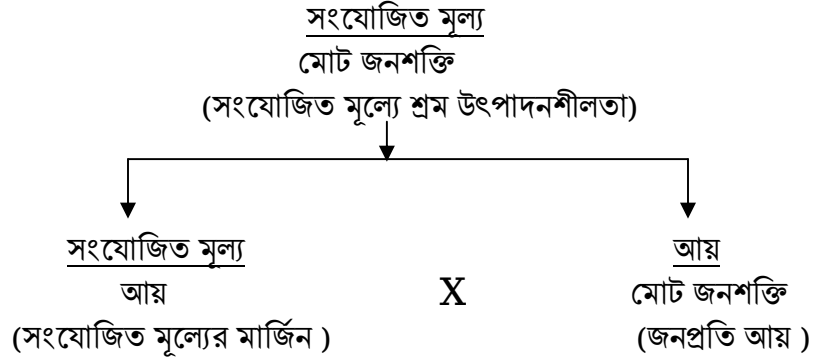 সংযোজিত মূল্য
মোট জনশক্তি
(সংযোজিত মূল্যে শ্রম উৎপাদনশীলতা)
সংযোজিত মূল্য
আয়
(সংযোজিত মূল্যের মার্জিন )
X
আয়
মোট জনশক্তি
(জনপ্রতি আয় )